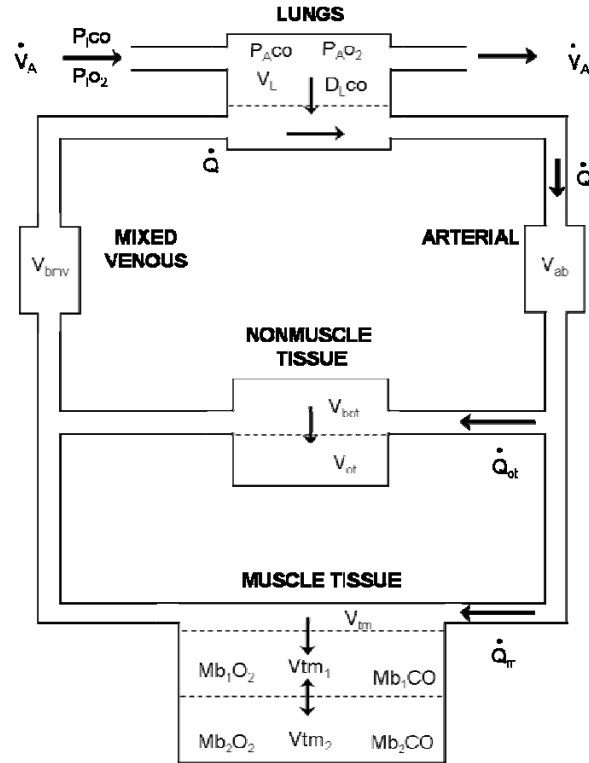 LUNGS
V̇A PICO PIO2
PACO PAO2
VL DLCO
V̇A
Q̇
Q̇
MIXED
VENOUS
ARTERIAL
Vbmv
Vab
NONMUSCLE
TISSUE
Vbot
Vot
Q̇ot
MUSCLE TISSUE
Vtm
Q̇m
Mb1O2 Vtm1 Mb1CO
Mb2O2 Vtm2 Mb2CO